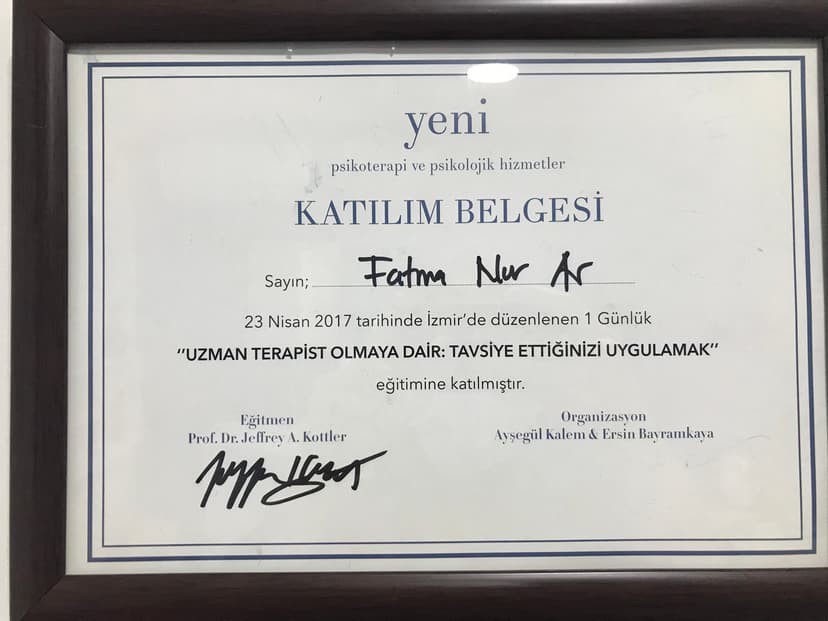 yeni
psikoterapi ve psikolojik hizmetler
KATILIM BELGESİ
Sayın; Fatma Nur Ar
23 Nisan 2017 tarihinde İzmir’de düzenlenen 1 Günlük
“UZMAN TERAPIST OLMAYA DAİR: TAVSİYE ETTİĞİNİZİ UYGULAMAK”
eğitimine katılmıştır.
Eğitmen
Prof. Dr. Jeffrey A. Kottler
Organizasyon
Ayşegül Kalem & Ersin Bayramkaya